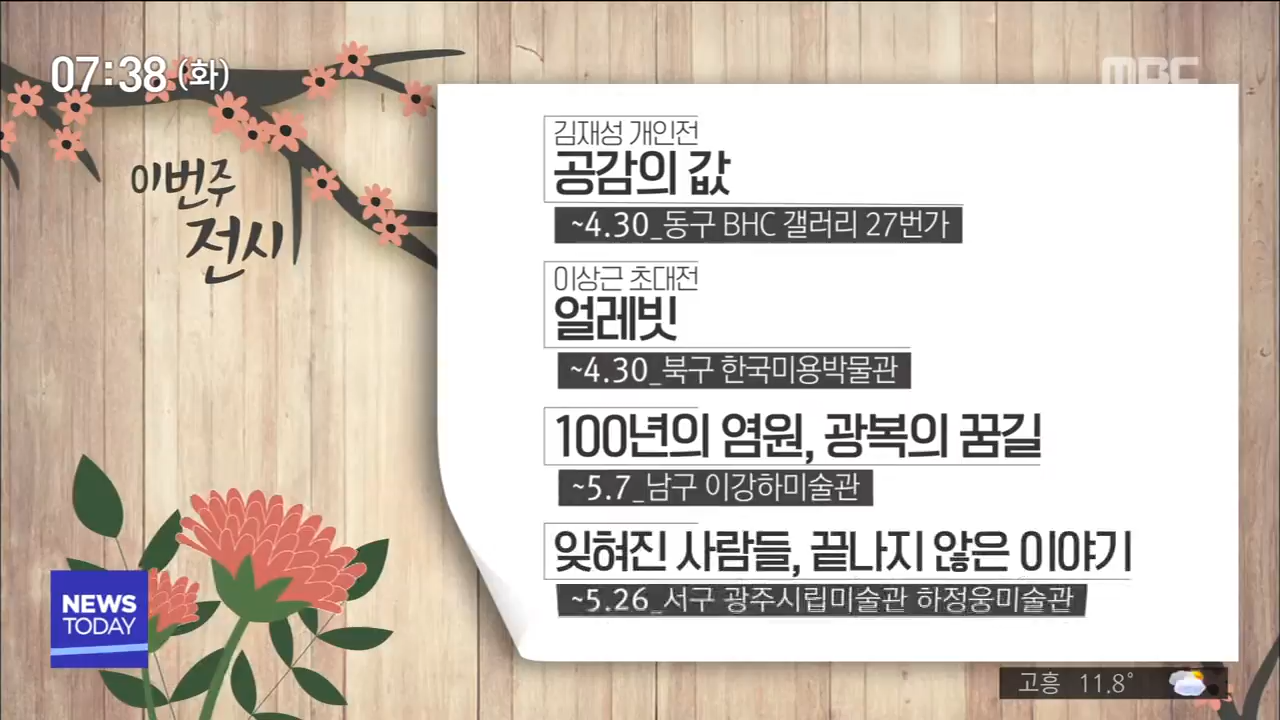 07:38 (화)
MBC
이번주
전시
김재성 개인전
공감의 값
~4.30_동구 BHC 갤러리 27번가
이상근 초대전
얼레빗
~4.30_북구 한국미용박물관
100년의 염원, 광복의 꿈길
~5.7_남구 이강하미술관
잊혀진 사람들, 끝나지 않은 이야기
~5.26_서구 광주시립미술관 하정웅미술관
NEWS
TODAY
고흥 11.8°